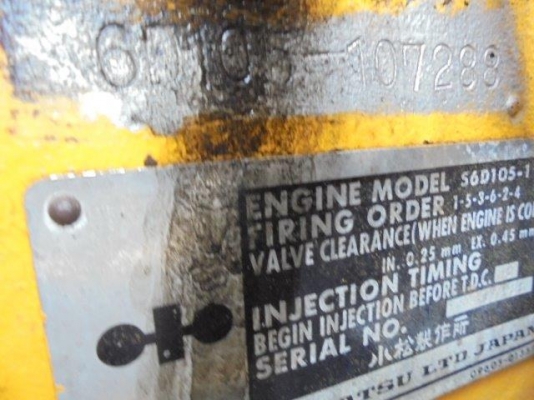 6D105-107288
ENGINE MODEL S6D105-1
FIRING ORDER 1-5-3-6-2-4
VALVE CLEARANCE(WHEN ENGINE IS CO
IN. 0.25 mm EX. 0.45 mm
INJECTION TIMING
BEGIN INJECTION BEFORE T.D.C.
SERIAL NO.
小松製作所
ATSU LTD JAPAN